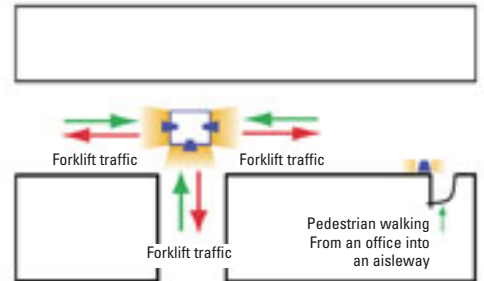 Forklift traffic
Forklift traffic
Forklift traffic
Pedestrian walking
From an office into
an aisleway